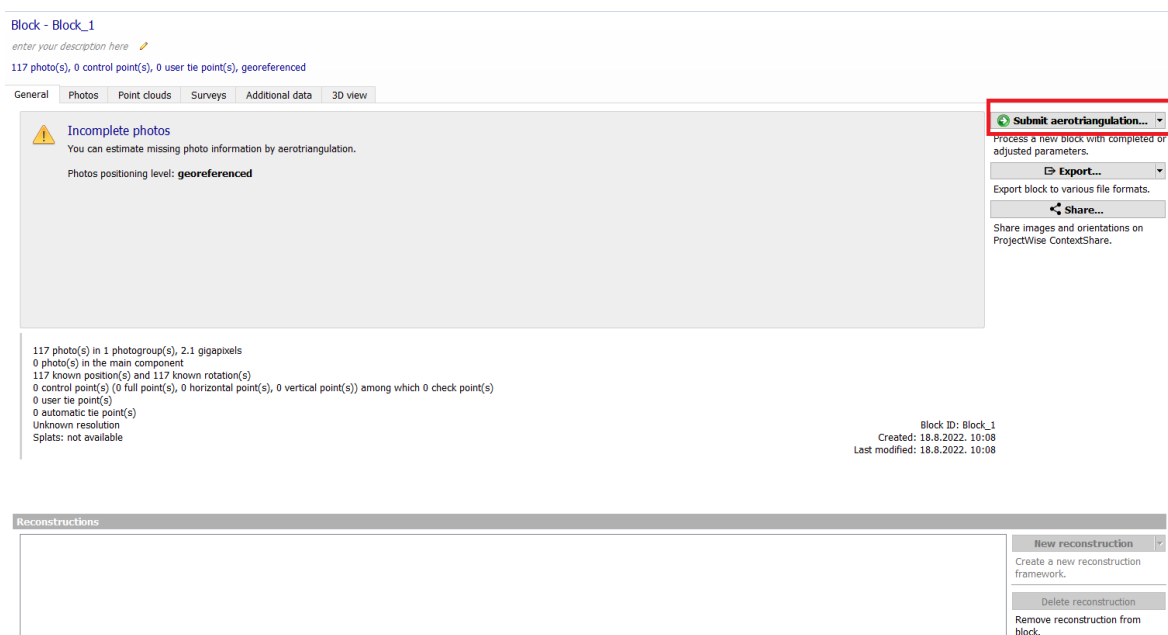 Block - Block_1
enter your description here
117 photo(s), 0 control point(s), 0 user tie point(s), georeferenced
General Photos Point clouds Surveys Additional data 3D view
Incomplete photos
You can estimate missing photo information by aerotriangulation.
Photos positioning level: georeferenced
Submit aerotriangulation...
Process a new block with completed or
adjusted parameters.
Export...
Export block to various file formats.
Share...
Share images and orientations on
ProjectWise ContextShare.
117 photo(s) in 1 photogroup(s), 2.1 gigapixels
0 photo(s) in the main component
117 known position(s) and 117 known rotation(s)
0 control point(s) (0 full point(s), 0 horizontal point(s), 0 vertical point(s)) among which 0 check point(s)
0 user tie point(s)
0 automatic tie point(s)
Unknown resolution
Splats: not available
Block ID: Block_1
Created: 18.8.2022. 10:08
Last modified: 18.8.2022. 10:08
Reconstructions
New reconstruction
Create a new reconstruction
framework.
Delete reconstruction
Remove reconstruction from
block.